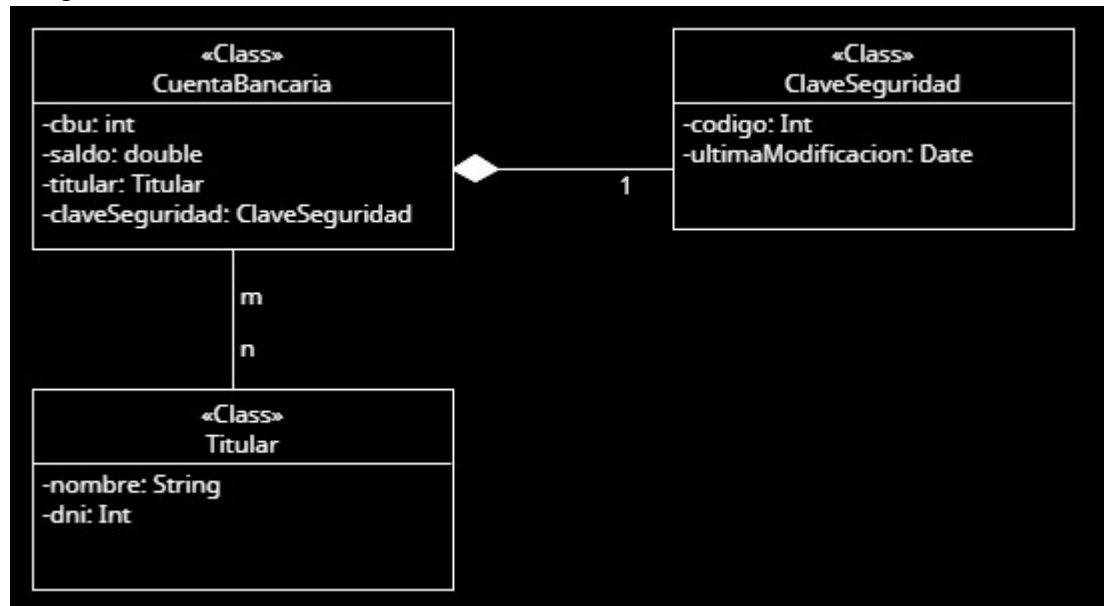 «Class»
CuentaBancaria
-cbu: int
-saldo: double
-titular: Titular
-claveSeguridad: ClaveSeguridad
«Class»
ClaveSeguridad
-codigo: Int
-ultimaModificacion: Date
1
m
n
«Class»
Titular
-nombre: String
-dni: Int